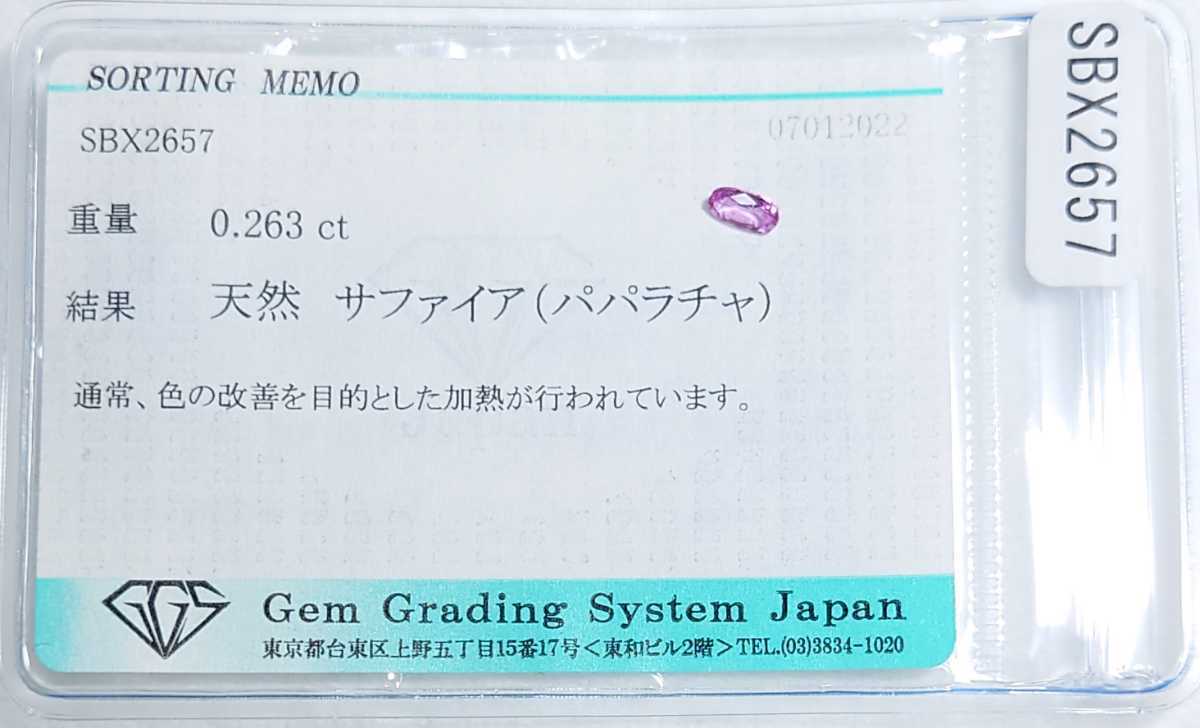 SORTING MEMO
SBX2657
07012022
重量 0.263 ct
結果 天然 サファイア(パパラチャ)
通常、色の改善を目的とした加熱が行われています。
GGS
Gem Grading System Japan
東京都台東区上野五丁目15番17号<東和ビル2階>TEL.(03)3834-1020
SBX2657